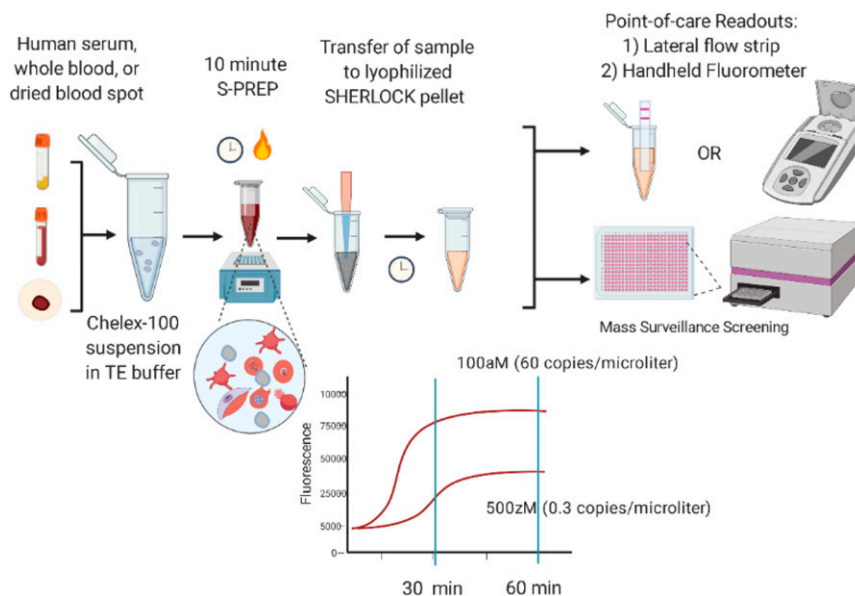 Human serum,
whole blood, or
dried blood spot
10 minute
S-PREP
Transfer of sample
to lyophilized
SHERLOCK pellet
Point-of-care Readouts:
1) Lateral flow strip
2) Handheld Fluorometer
OR
Chelex-100
suspension
in TE buffer
Mass Surveillance Screening
100aM (60 copies/microliter)
500zM (0.3 copies/microliter)
Fluorescence
10000
75000
50000
25000
5000
0
30 min
60 min